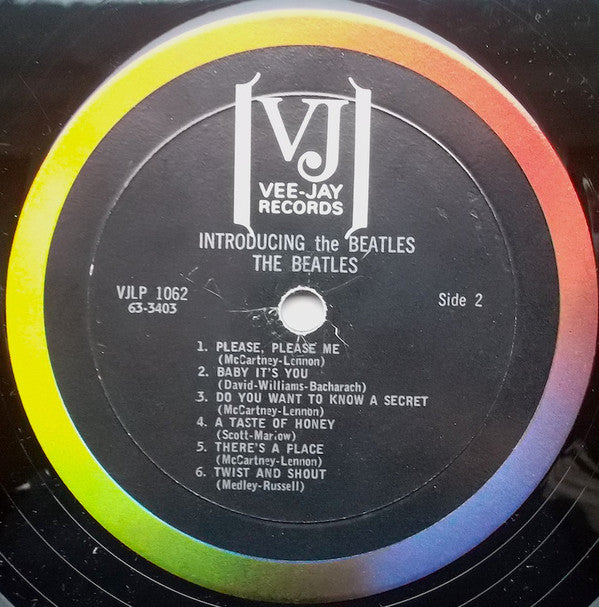 VJ
VEE-JAY
RECORDS
INTRODUCING the BEATLES
THE BEATLES
VJLP 1062
63-3403
Side 2
1. PLEASE, PLEASE ME
(McCartney-Lennon)
2. BABY IT'S YOU
(David-Williams-Bacharach)
3. DO YOU WANT TO KNOW A SECRET
(McCartney-Lennon)
4. A TASTE OF HONEY
(Scott-Marlow)
5. THERE'S A PLACE
(McCartney-Lennon)
6. TWIST AND SHOUT
(Medley-Russell)